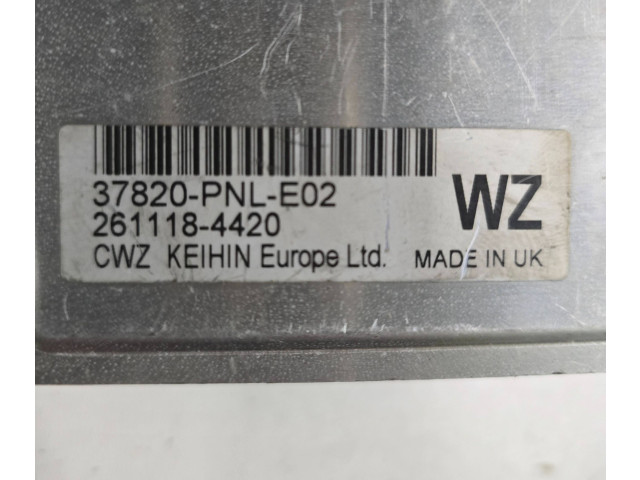 37820-PNL-E02
WZ
261118-4420
CWZ KEIHIN Europe Ltd. MADE IN UK